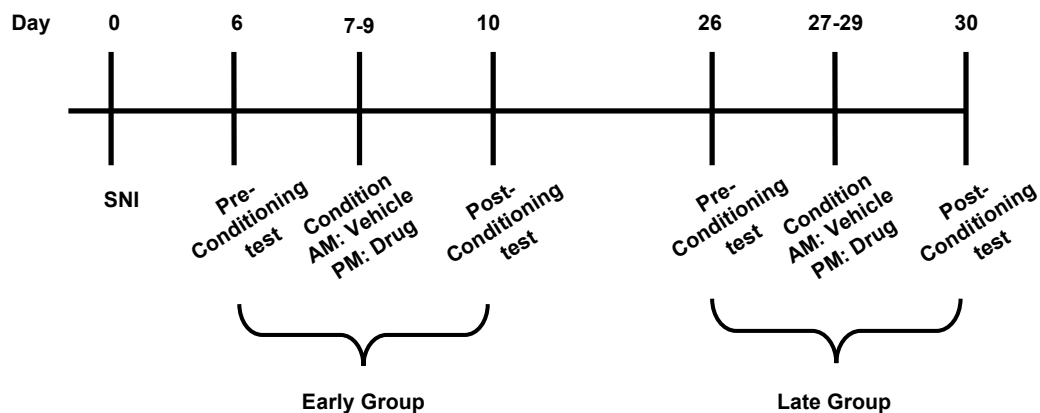 Day 0 6 7-9 10 26 27-29 30
SNI
Pre-
Conditioning
test
Condition
AM: Vehicle
PM: Drug
Post-
Conditioning
test
Pre-
Conditioning
test
Condition
AM: Vehicle
PM: Drug
Post-
Conditioning
test
Early Group
Late Group